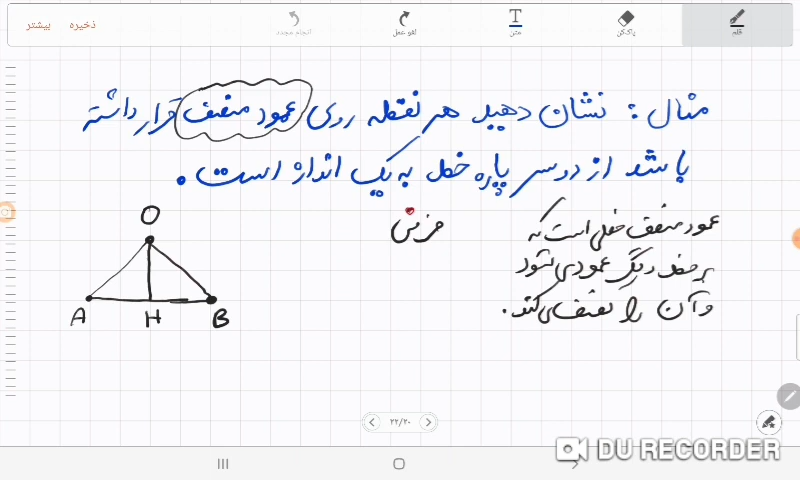 ذخیره بیشتر
انجام مجدد لغو عمل متن پاک‌کن قلم
مثال : نشان دهید هر نقطه روی عمود منصف قرار داشته
باشد از دو سر پاره خط به یک اندازه است .
عمود منصف خطی است که
بر خط دیگر عمود می شود
و آن را نصف می کند .
فرض
O
A H B
۲۲/۲۰
DU RECORDER